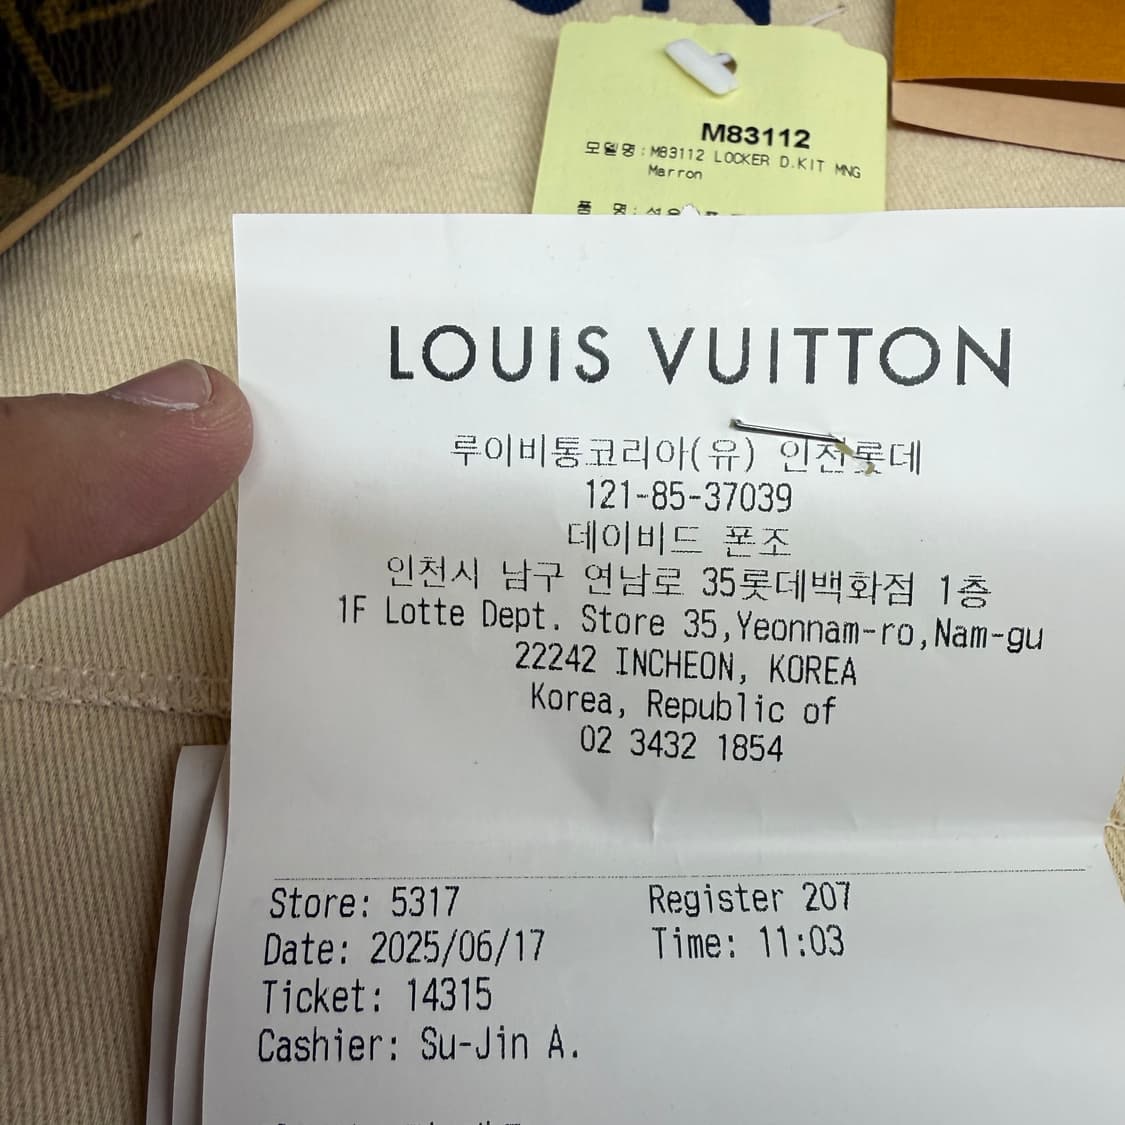 M83112
모델명:M83112 LOCKER D.KIT MNG
Marron
품 명:
LOUIS VUITTON
루이비통코리아(유) 인천롯데
121-85-37039
데이비드 폰조
인천시 남구 연남로 35롯데백화점 1층
1F Lotte Dept. Store 35,Yeonnam-ro,Nam-gu
22242 INCHEON, KOREA
Korea, Republic of
02 3432 1854
Store: 5317 Register 207
Date: 2025/06/17 Time: 11:03
Ticket: 14315
Cashier: Su-Jin A.